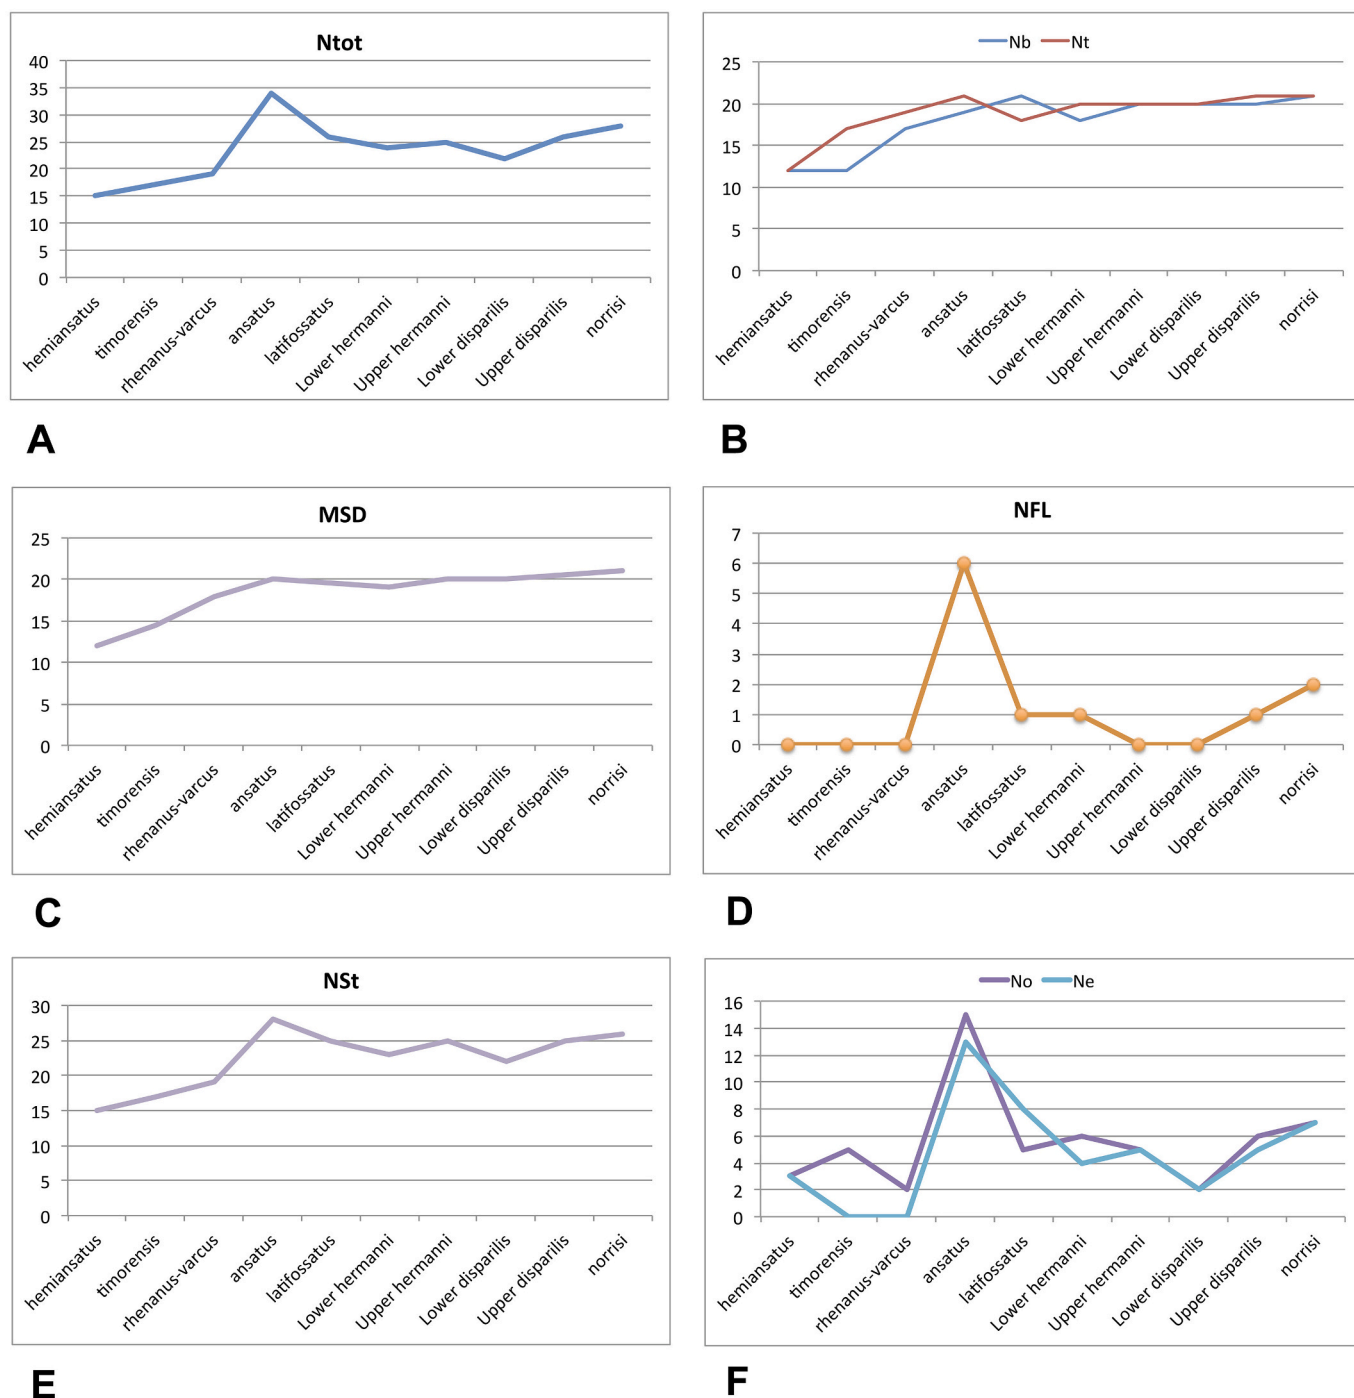 Ntot
40
35
30
25
20
15
10
5
0
hemiansatus
timorensis
rhenanus-varcus
ansatus
latifossatus
Lower hermanni
Upper hermanni
Lower disparilis
Upper disparilis
norrisi
A
Nb Nt
25
20
15
10
5
0
hemiansatus
timorensis
rhenanus-varcus
ansatus
latifossatus
Lower hermanni
Upper hermanni
Lower disparilis
Upper disparilis
norrisi
B
MSD
25
20
15
10
5
0
hemiansatus
timorensis
rhenanus-varcus
ansatus
latifossatus
Lower hermanni
Upper hermanni
Lower disparilis
Upper disparilis
norrisi
C
NFL
7
6
5
4
3
2
1
0
hemiansatus
timorensis
rhenanus-varcus
ansatus
latifossatus
Lower hermanni
Upper hermanni
Lower disparilis
Upper disparilis
norrisi
D
NSt
30
25
20
15
10
5
0
hemiansatus
timorensis
rhenanus-varcus
ansatus
latifossatus
Lower hermanni
Upper hermanni
Lower disparilis
Upper disparilis
norrisi
E
No Ne
16
14
12
10
8
6
4
2
0
hemiansatus
timorensis
rhenanus-varcus
ansatus
latifossatus
Lower hermanni
Upper hermanni
Lower disparilis
Upper disparilis
norrisi
F